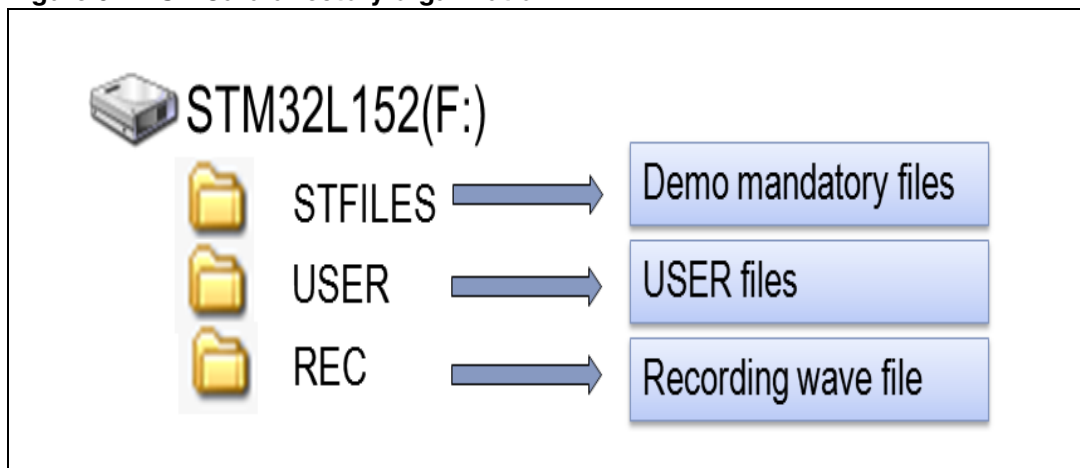 STM32L152(F:)
STFILES
Demo mandatory files
USER
USER files
REC
Recording wave file